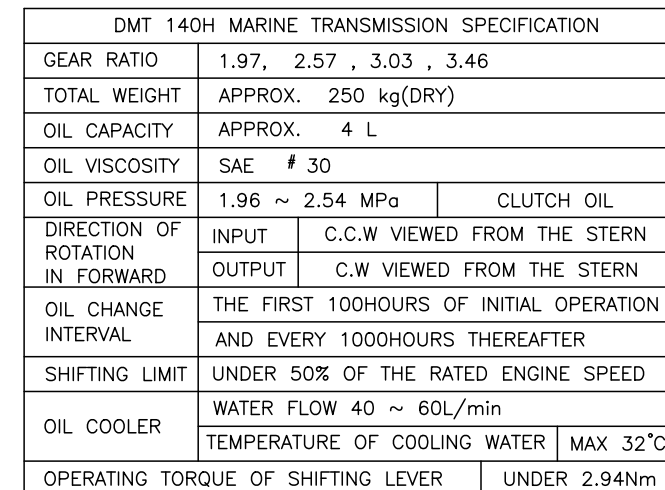 DMT 140H MARINE TRANSMISSION SPECIFICATION
GEAR RATIO 1.97, 2.57 , 3.03 , 3.46
TOTAL WEIGHT APPROX. 250 kg(DRY)
OIL CAPACITY APPROX. 4 L
OIL VISCOSITY SAE # 30
OIL PRESSURE 1.96 ~ 2.54 MPa CLUTCH OIL
DIRECTION OF
ROTATION
IN FORWARD
INPUT C.C.W VIEWED FROM THE STERN
OUTPUT C.W VIEWED FROM THE STERN
OIL CHANGE
INTERVAL
THE FIRST 100HOURS OF INITIAL OPERATION
AND EVERY 1000HOURS THEREAFTER
SHIFTING LIMIT UNDER 50% OF THE RATED ENGINE SPEED
OIL COOLER
WATER FLOW 40 ~ 60L/min
TEMPERATURE OF COOLING WATER MAX 32°C
OPERATING TORQUE OF SHIFTING LEVER UNDER 2.94Nm